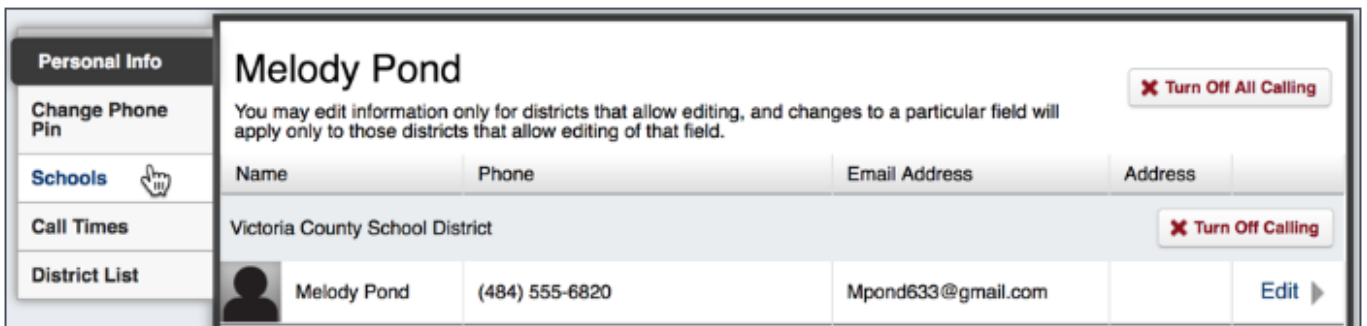 Personal Info
Change Phone
Pin
Schools
Call Times
District List
Melody Pond
Turn Off All Calling
You may edit information only for districts that allow editing, and changes to a particular field will
apply only to those districts that allow editing of that field.
Name Phone Email Address Address
Victoria County School District Turn Off Calling
Melody Pond (484) 555-6820 Mpond633@gmail.com Edit